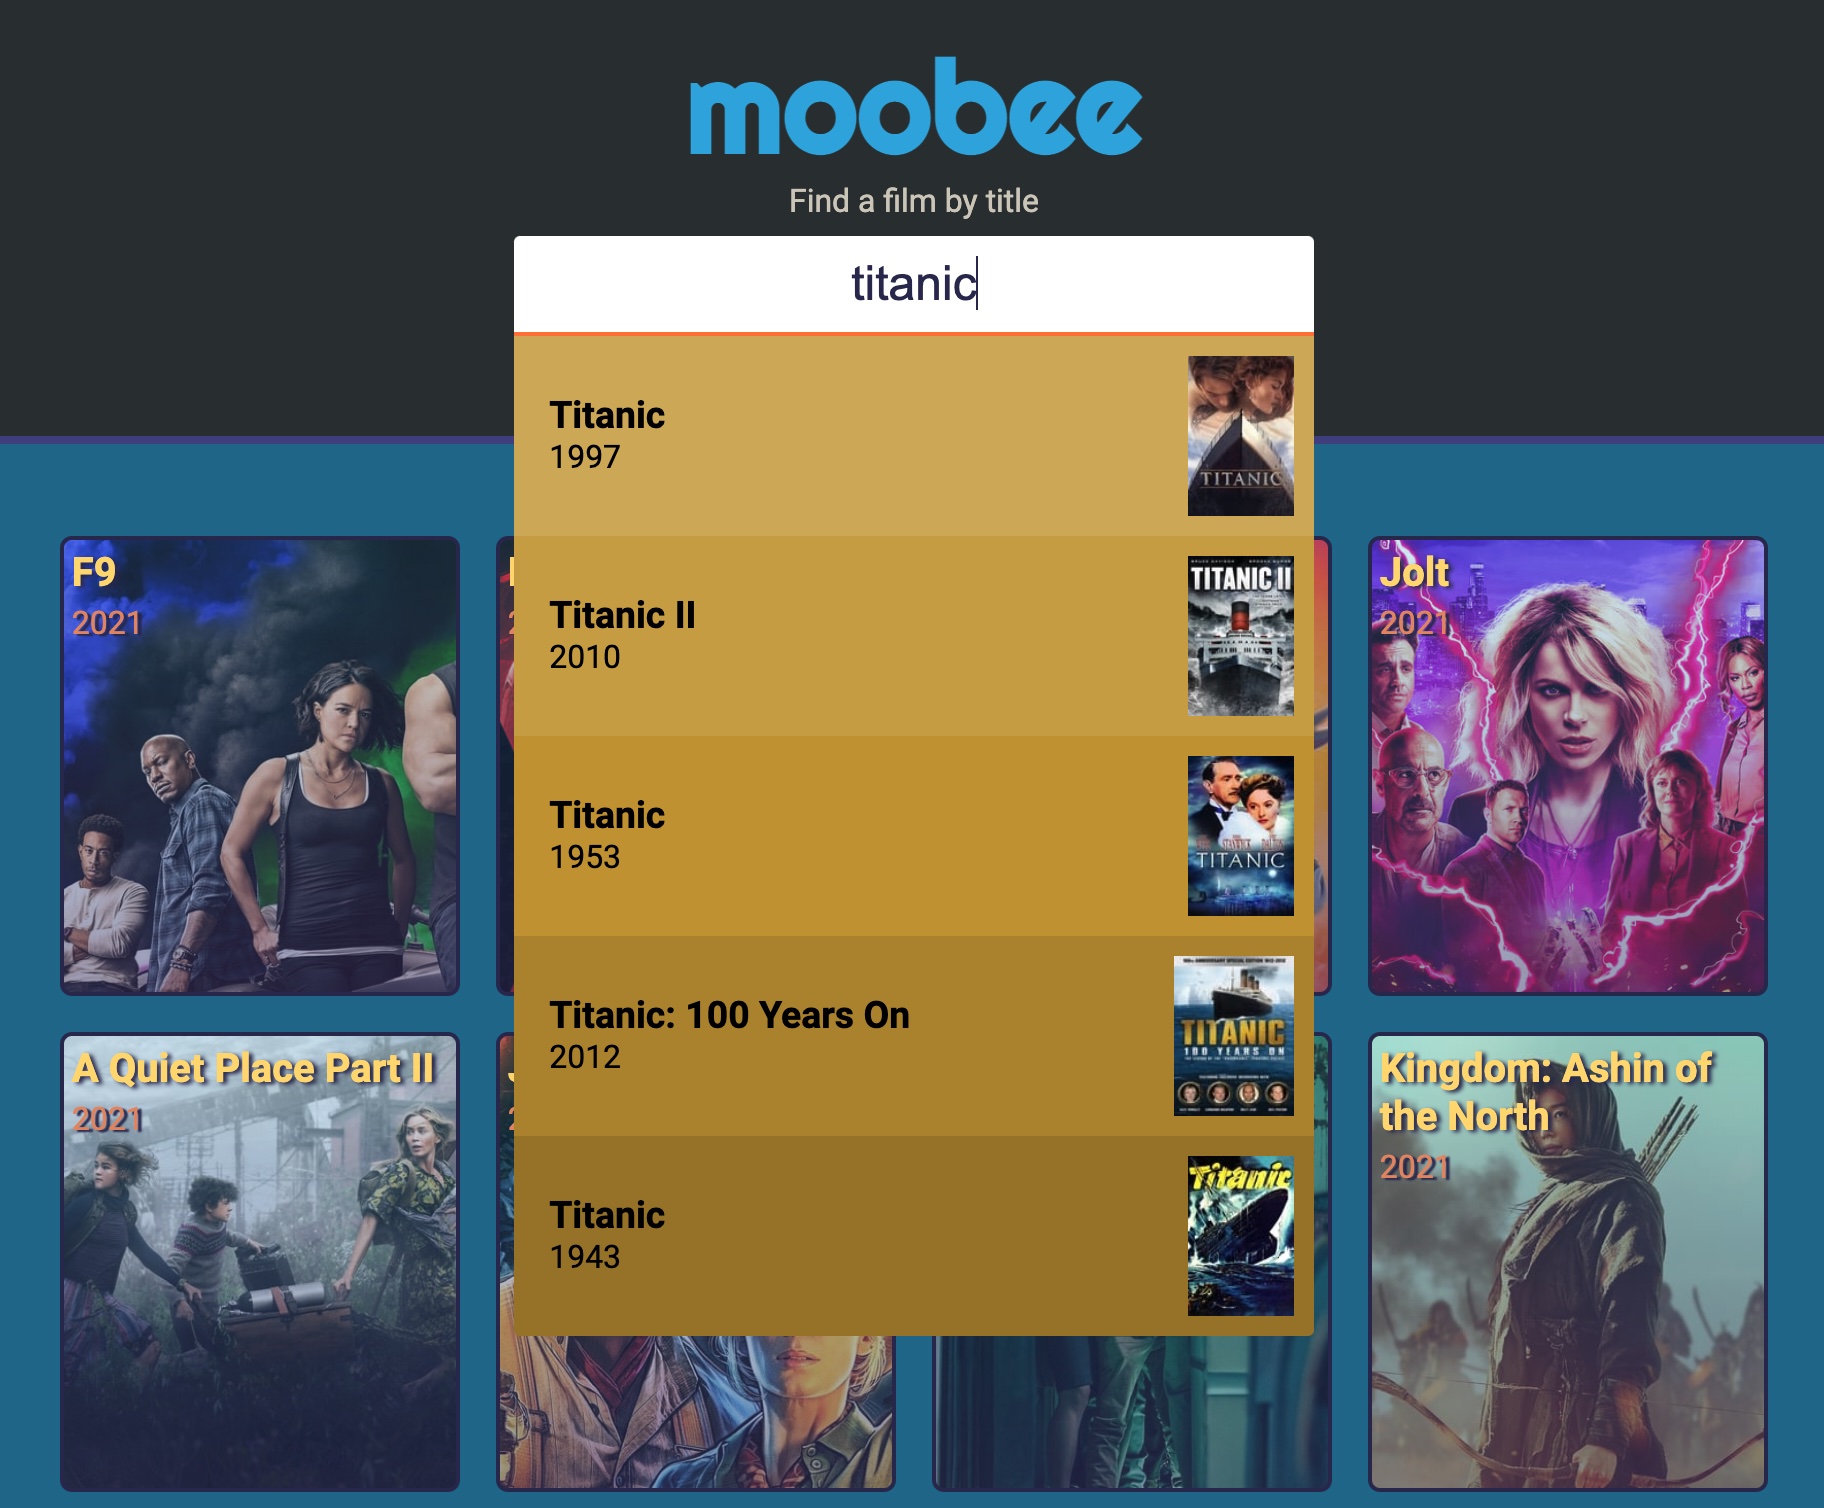 moobee
Find a film by title
titanic
Titanic
1997
TITANIC
Titanic II
2010
TITANIC II
Titanic
1953
TITANIC
Titanic: 100 Years On
2012
TITANIC
100 YEARS ON
Titanic
1943
Titanic
F9
2021
Jolt
2021
A Quiet Place Part II
2021
Kingdom: Ashin of
the North
2021